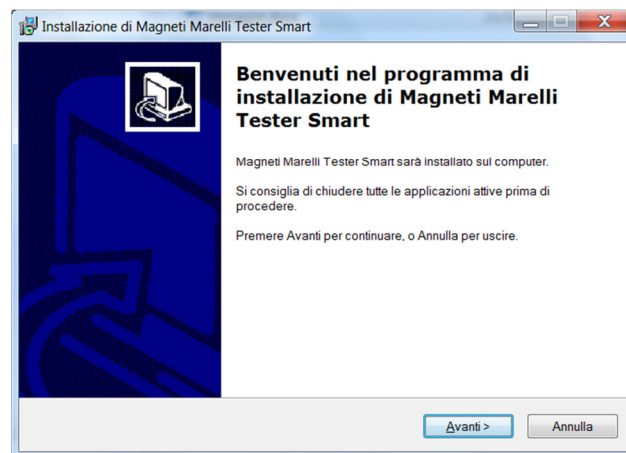 Installazione di Magneti Marelli Tester Smart
Benvenuti nel programma di
installazione di Magneti Marelli
Tester Smart
Magneti Marelli Tester Smart sarà installato sul computer.
Si consiglia di chiudere tutte le applicazioni attive prima di
procedere.
Premere Avanti per continuare, o Annulla per uscire.
Avanti >
Annulla